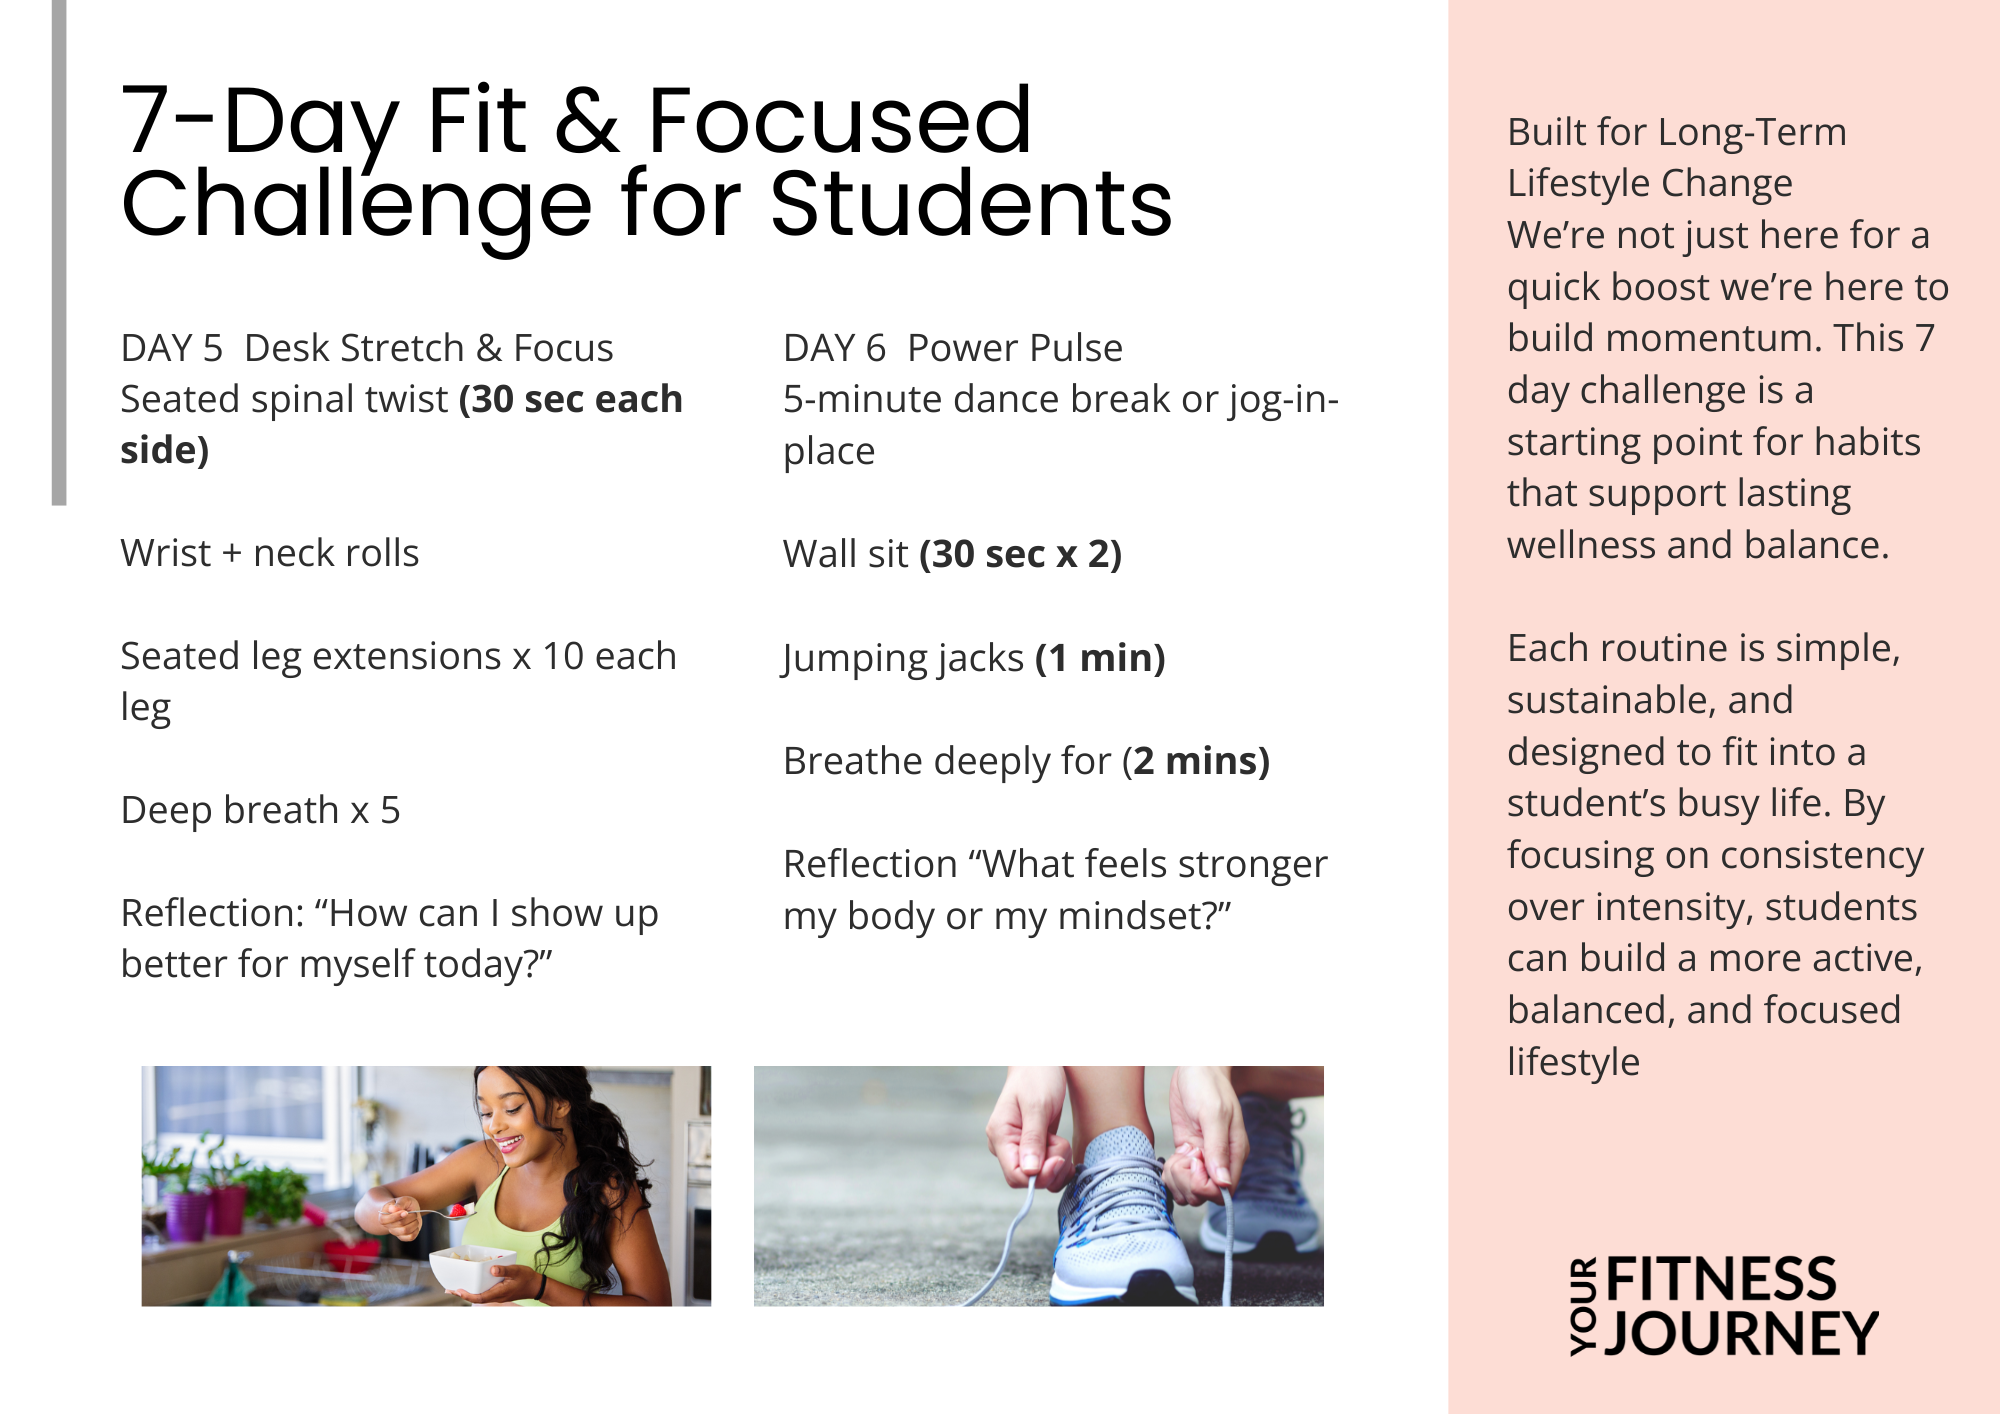 7-Day Fit & Focused
Challenge for Students
DAY 5  Desk Stretch & Focus
Seated spinal twist (30 sec each
side)
Wrist + neck rolls
Seated leg extensions x 10 each
leg
Deep breath x 5
Reflection: “How can I show up
better for myself today?”
DAY 6  Power Pulse
5-minute dance break or jog-in-
place
Wall sit (30 sec x 2)
Jumping jacks (1 min)
Breathe deeply for (2 mins)
Reflection “What feels stronger
my body or my mindset?”
Built for Long-Term
Lifestyle Change
We’re not just here for a
quick boost we’re here to
build momentum. This 7
day challenge is a
starting point for habits
that support lasting
wellness and balance.
Each routine is simple,
sustainable, and
designed to fit into a
student’s busy life. By
focusing on consistency
over intensity, students
can build a more active,
balanced, and focused
lifestyle
YOUR
FITNESS
JOURNEY